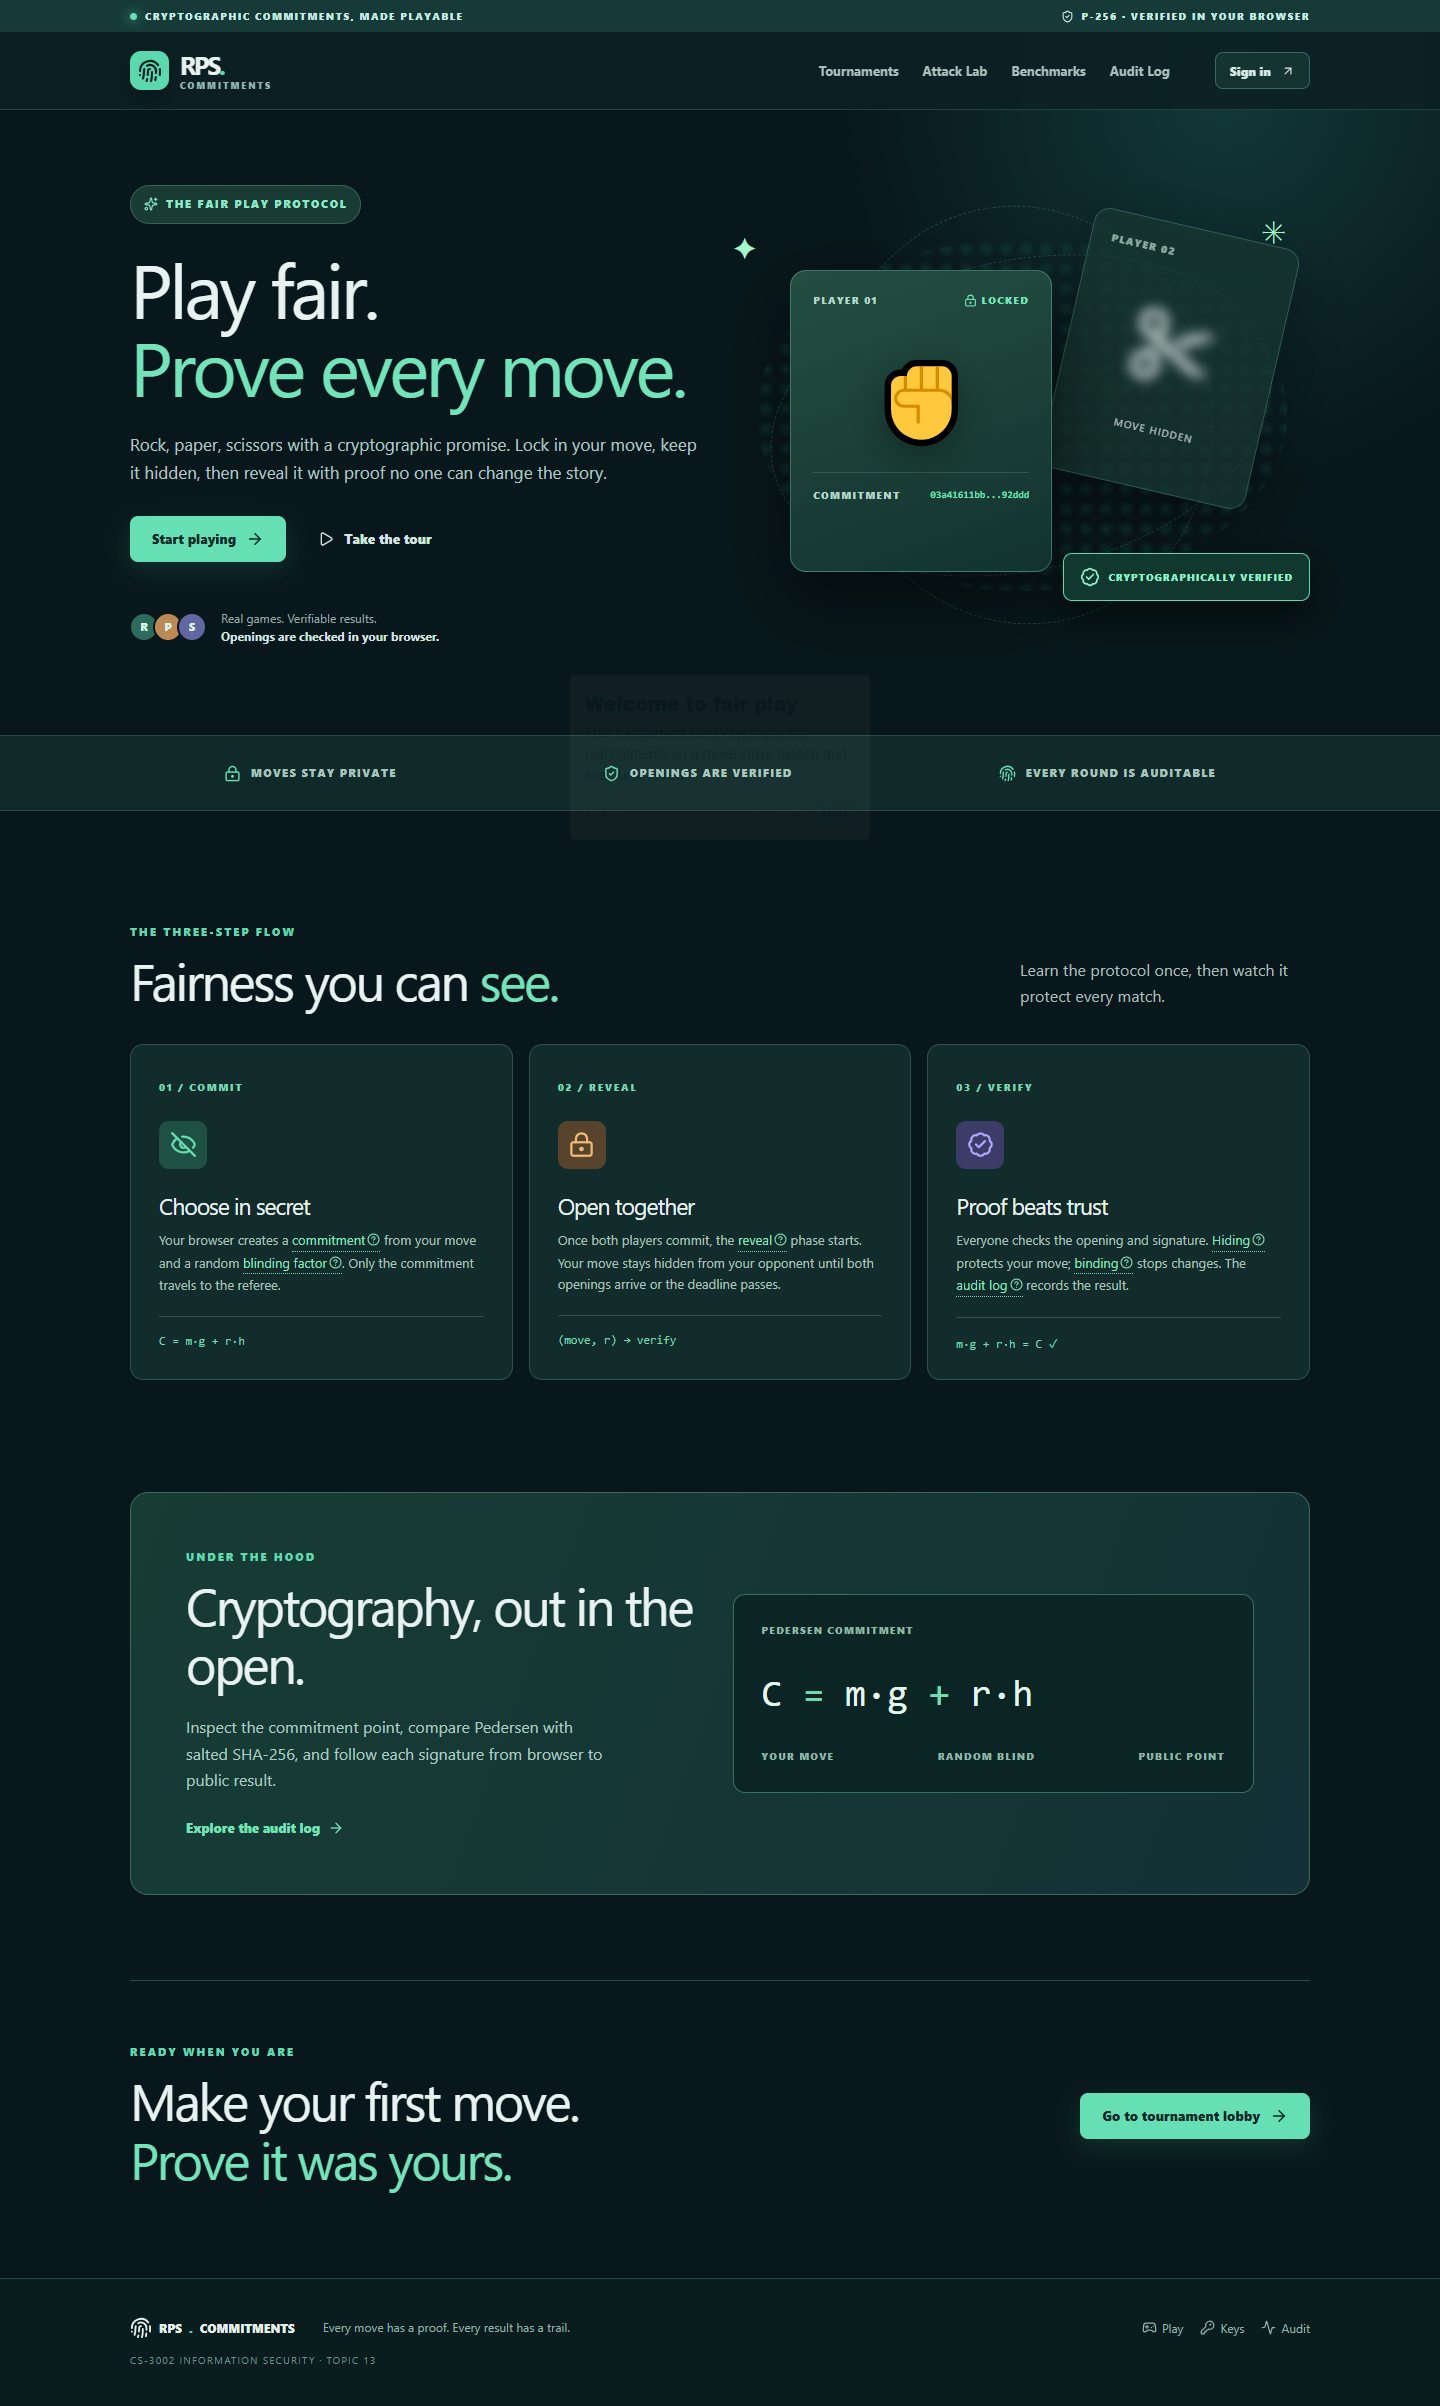 CRYPTOGRAPHIC COMMITMENTS, MADE PLAYABLE
P-256 · VERIFIED IN YOUR BROWSER
RPS.
COMMITMENTS
Tournaments
Attack Lab
Benchmarks
Audit Log
Sign in
THE FAIR PLAY PROTOCOL
Play fair.
Prove every move.
Rock, paper, scissors with a cryptographic promise. Lock in your move, keep
it hidden, then reveal it with proof no one can change the story.
Start playing
Take the tour
R P S
Real games. Verifiable results.
Openings are checked in your browser.
PLAYER 01
LOCKED
COMMITMENT
03a41611bb...92ddd
PLAYER 02
MOVE HIDDEN
CRYPTOGRAPHICALLY VERIFIED
Welcome to fair play
This tournament uses cryptographic
commitments so a move stays hidden and
MOVES STAY PRIVATE
OPENINGS ARE VERIFIED
EVERY ROUND IS AUDITABLE
THE THREE-STEP FLOW
Fairness you can see.
Learn the protocol once, then watch it
protect every match.
01 / COMMIT
Choose in secret
Your browser creates a commitment from your move
and a random blinding factor. Only the commitment
travels to the referee.
C = m·g + r·h
02 / REVEAL
Open together
Once both players commit, the reveal phase starts.
Your move stays hidden from your opponent until both
openings arrive or the deadline passes.
(move, r) → verify
03 / VERIFY
Proof beats trust
Everyone checks the opening and signature. Hiding
protects your move; binding stops changes. The
audit log records the result.
m·g + r·h = C ✓
UNDER THE HOOD
Cryptography, out in the
open.
Inspect the commitment point, compare Pedersen with
salted SHA-256, and follow each signature from browser to
public result.
Explore the audit log
PEDERSEN COMMITMENT
C = m·g + r·h
YOUR MOVE
RANDOM BLIND
PUBLIC POINT
READY WHEN YOU ARE
Make your first move.
Prove it was yours.
Go to tournament lobby
RPS . COMMITMENTS
Every move has a proof. Every result has a trail.
Play
Keys
Audit
CS-3002 INFORMATION SECURITY · TOPIC 13